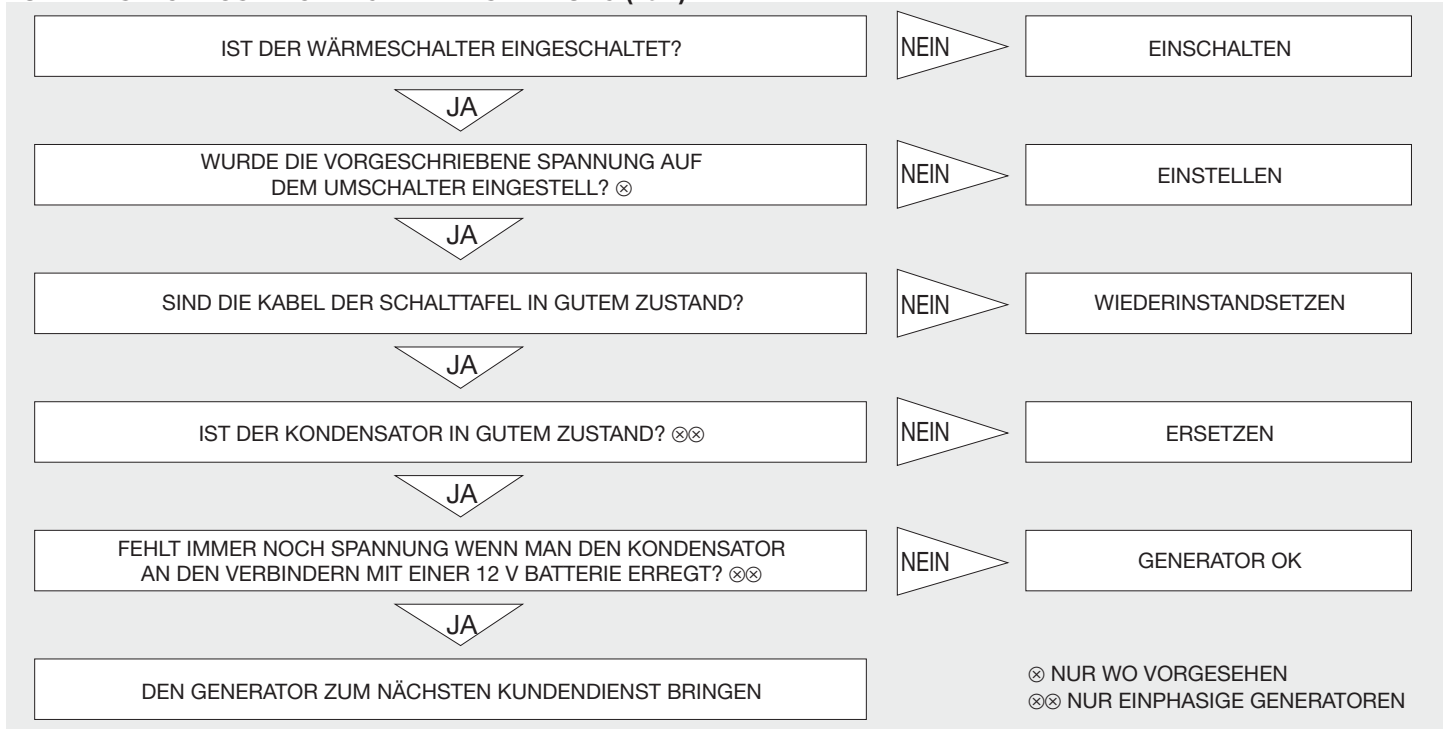 IST DER WÄRMESCHALTER EINGESCHALTET?
NEIN
EINSCHALTEN
JA
WURDE DIE VORGESCHRIEBENE SPANNUNG AUF
DEM UMSCHALTER EINGESTELL? ⊗
NEIN
EINSTELLEN
JA
SIND DIE KABEL DER SCHALTTAFEL IN GUTEM ZUSTAND?
NEIN
WIEDERINSTANDSETZEN
JA
IST DER KONDENSATOR IN GUTEM ZUSTAND? ⊗⊗
NEIN
ERSETZEN
JA
FEHLT IMMER NOCH SPANNUNG WENN MAN DEN KONDENSATOR
AN DEN VERBINDERN MIT EINER 12 V BATTERIE ERREGT? ⊗⊗
NEIN
GENERATOR OK
JA
DEN GENERATOR ZUM NÄCHSTEN KUNDENDIENST BRINGEN
⊗ NUR WO VORGESEHEN
⊗⊗ NUR EINPHASIGE GENERATOREN